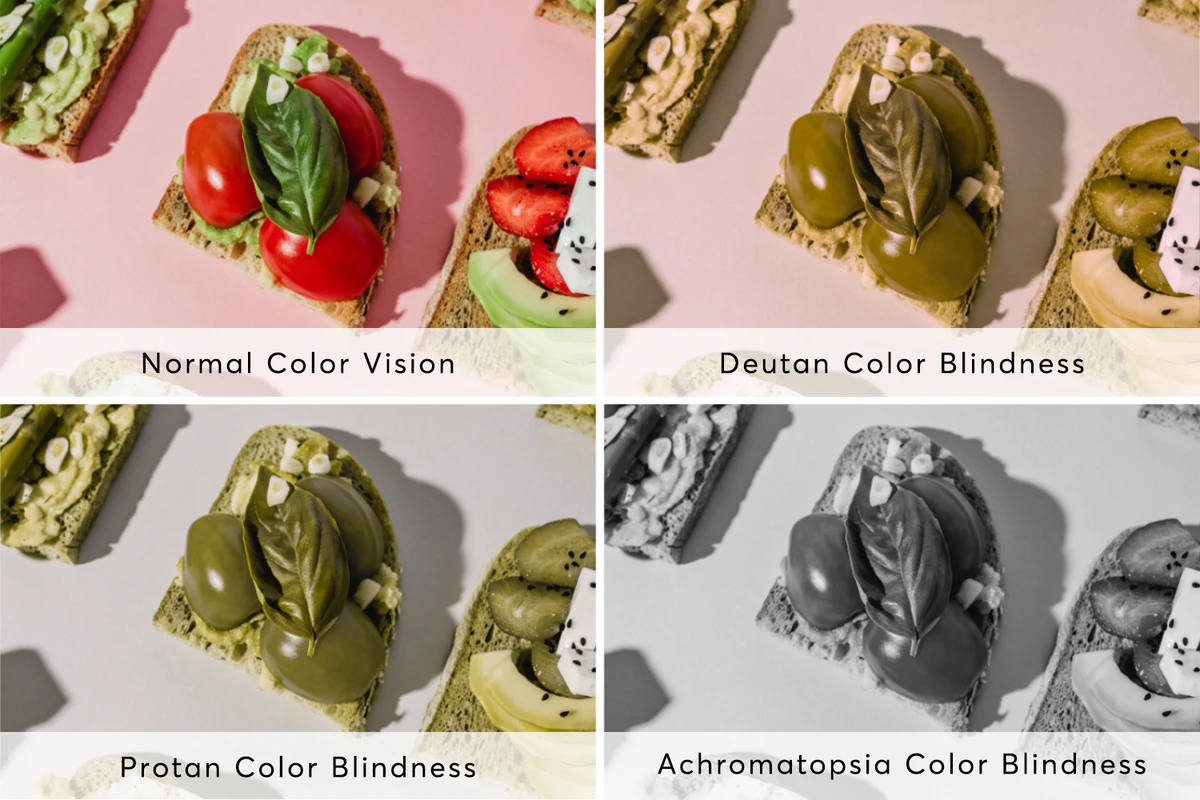 Normal Color Vision
Deutan Color Blindness
Protan Color Blindness
Achromatopsia Color Blindness